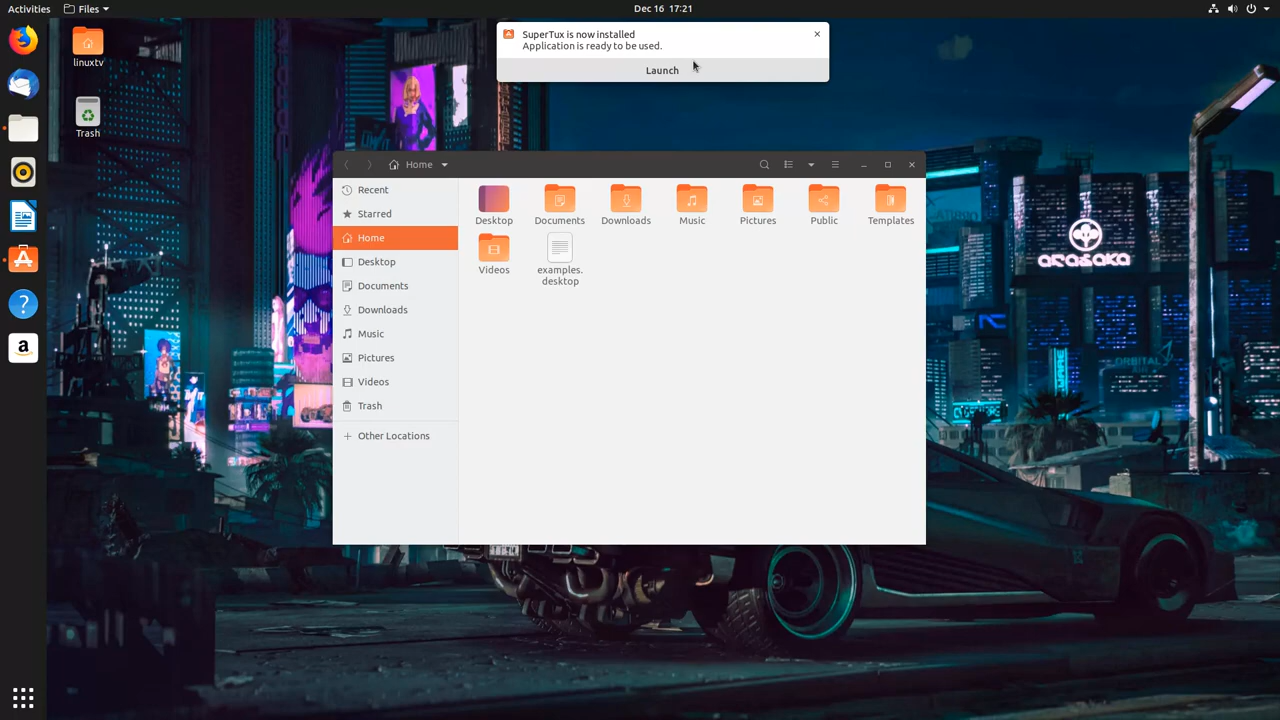 Activities
Files
Dec 16 17:21
linuxtv
Trash
SuperTux is now installed
Application is ready to be used.
Launch
Home
Recent
Starred
Home
Desktop
Documents
Downloads
Music
Pictures
Videos
Trash
Other Locations
Desktop
Documents
Downloads
Music
Pictures
Public
Templates
Videos
examples.
desktop
a
arasaka
ORBITAL